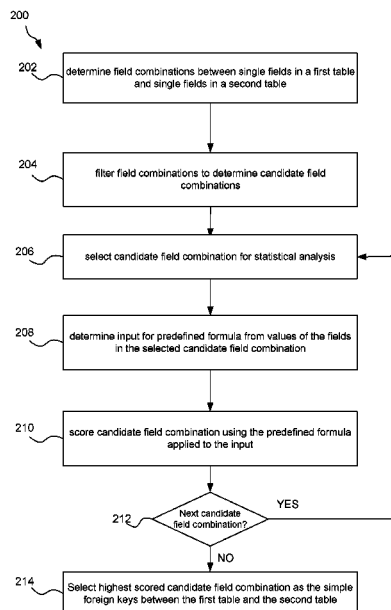 200
202
determine field combinations between single fields in a first table
and single fields in a second table
204
filter field combinations to determine candidate field
combinations
206
select candidate field combination for statistical analysis
208
determine input for predefined formula from values of the fields
in the selected candidate field combination
210
score candidate field combination using the predefined formula
applied to the input
212
Next candidate
field combination?
YES
NO
214
Select highest scored candidate field combination as the simple
foreign keys between the first table and the second table